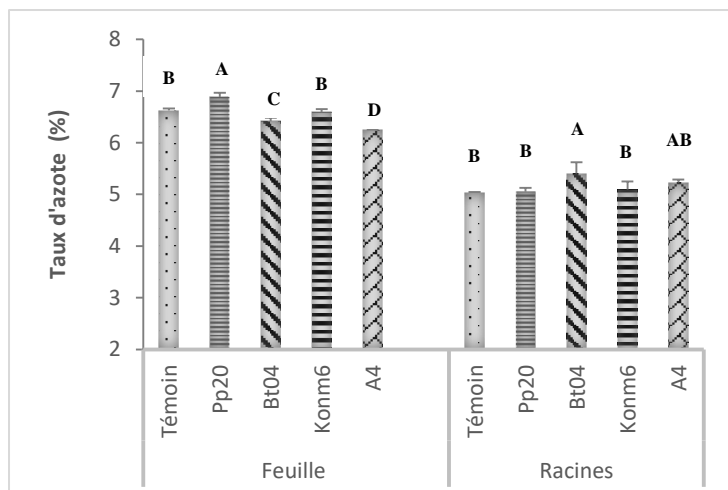 8
7
6
5
4
3
2
Taux d'azote (%)
B A C B D B B A B AB
Témoin Pp20 Bt04 Konm6 A4 Témoin Pp20 Bt04 Konm6 A4
Feuille Racines